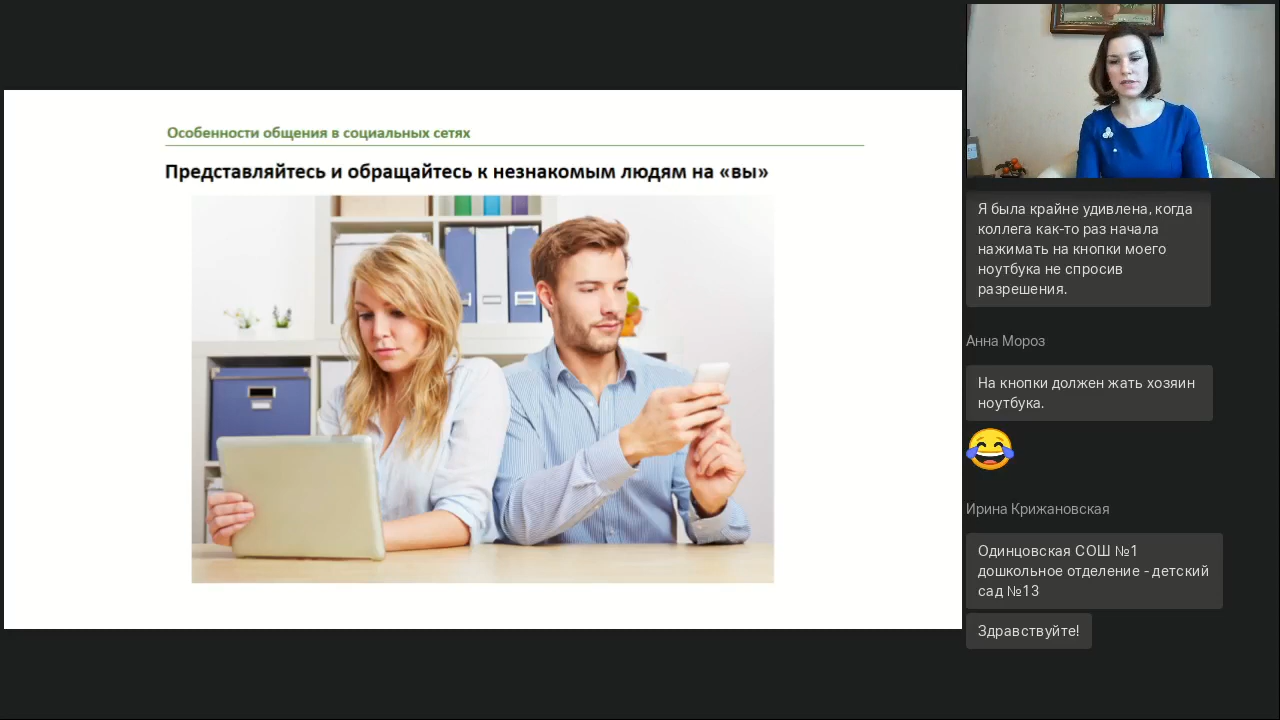 Особенности общения в социальных сетях
Представляйтесь и обращайтесь к незнакомым людям на «вы»
Я была крайне удивлена, когда
коллега как-то раз начала
нажимать на кнопки моего
ноутбука не спросив
разрешения.
Анна Мороз
На кнопки должен жать хозяин
ноутбука.
Ирина Крижановская
Одинцовская СОШ №1
дошкольное отделение - детский
сад №13
Здравствуйте!